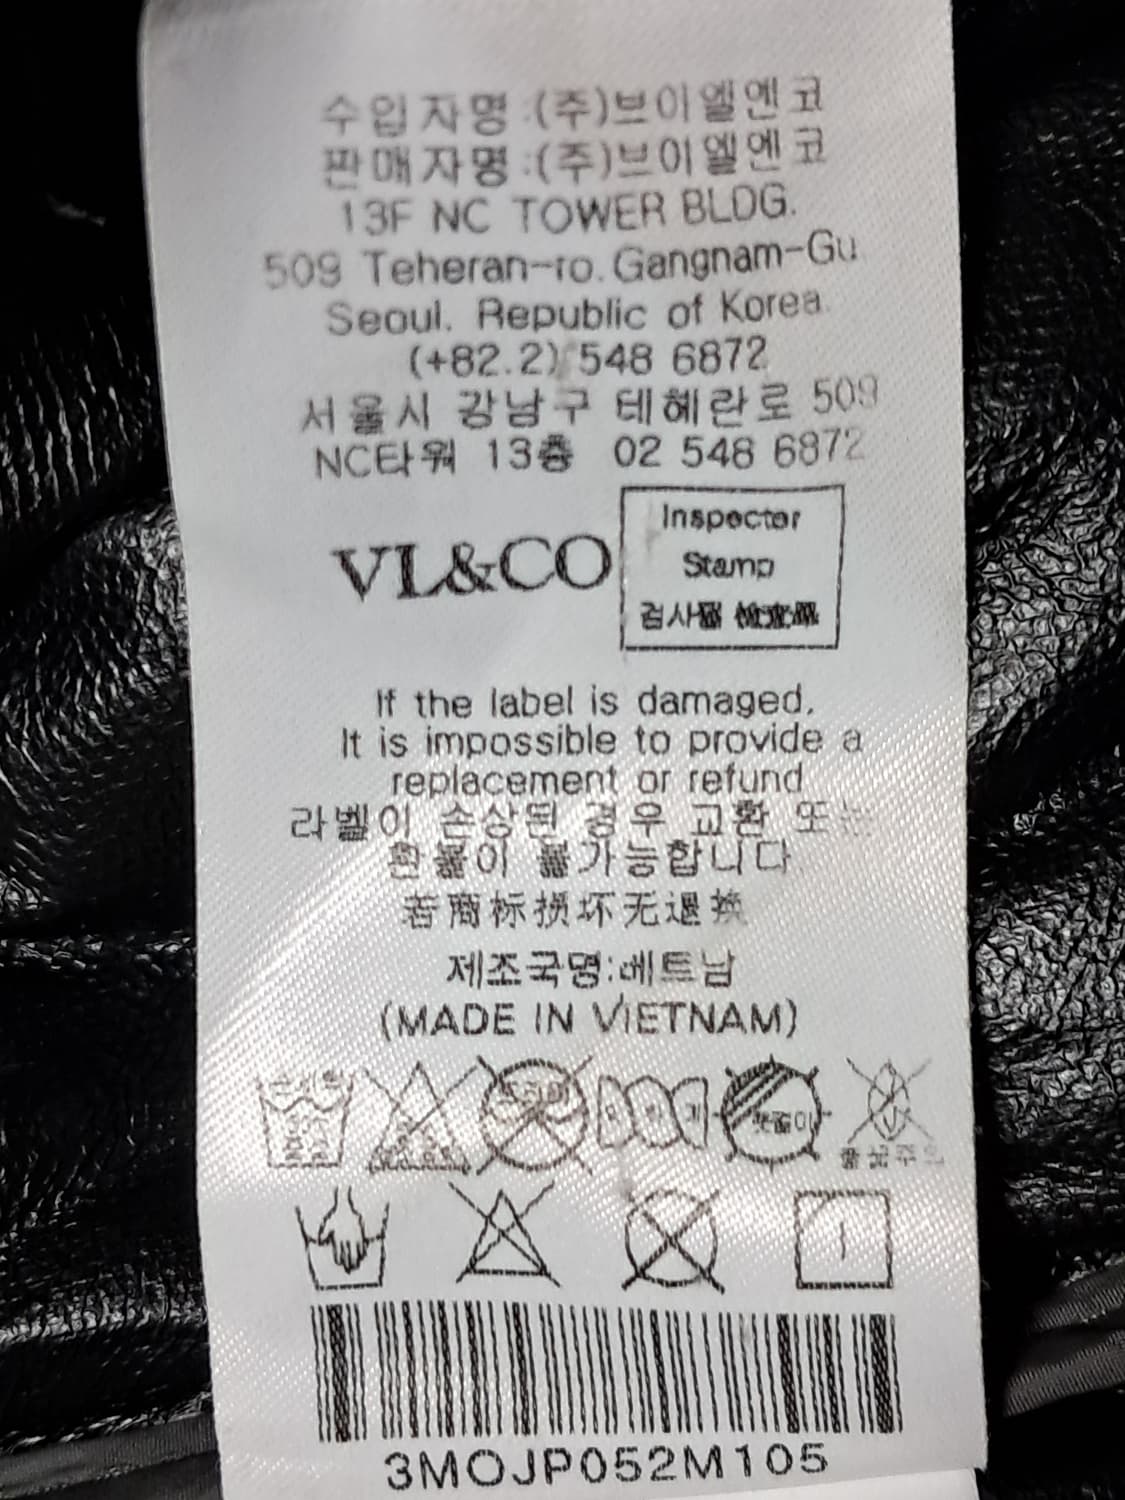 수입자명:(주)브이엘엔코
판매자명:(주)브이엘엔코
13F NC TOWER BLDG.
509 Teheran-ro. Gangnam-Gu
Seoul. Republic of Korea.
(+82.2) 548 6872
서울시 강남구 테헤란로 509
NC타워 13층 02 548 6872
VL&CO
Inspector
Stamp
If the label is damaged.
It is impossible to provide a
replacement or refund
라벨이 손상된 경우 교환 또는
환불이 불가능합니다.
若商标损坏无退换
제조국명:베트남
(MADE IN VIETNAM)
3MOJP052M105